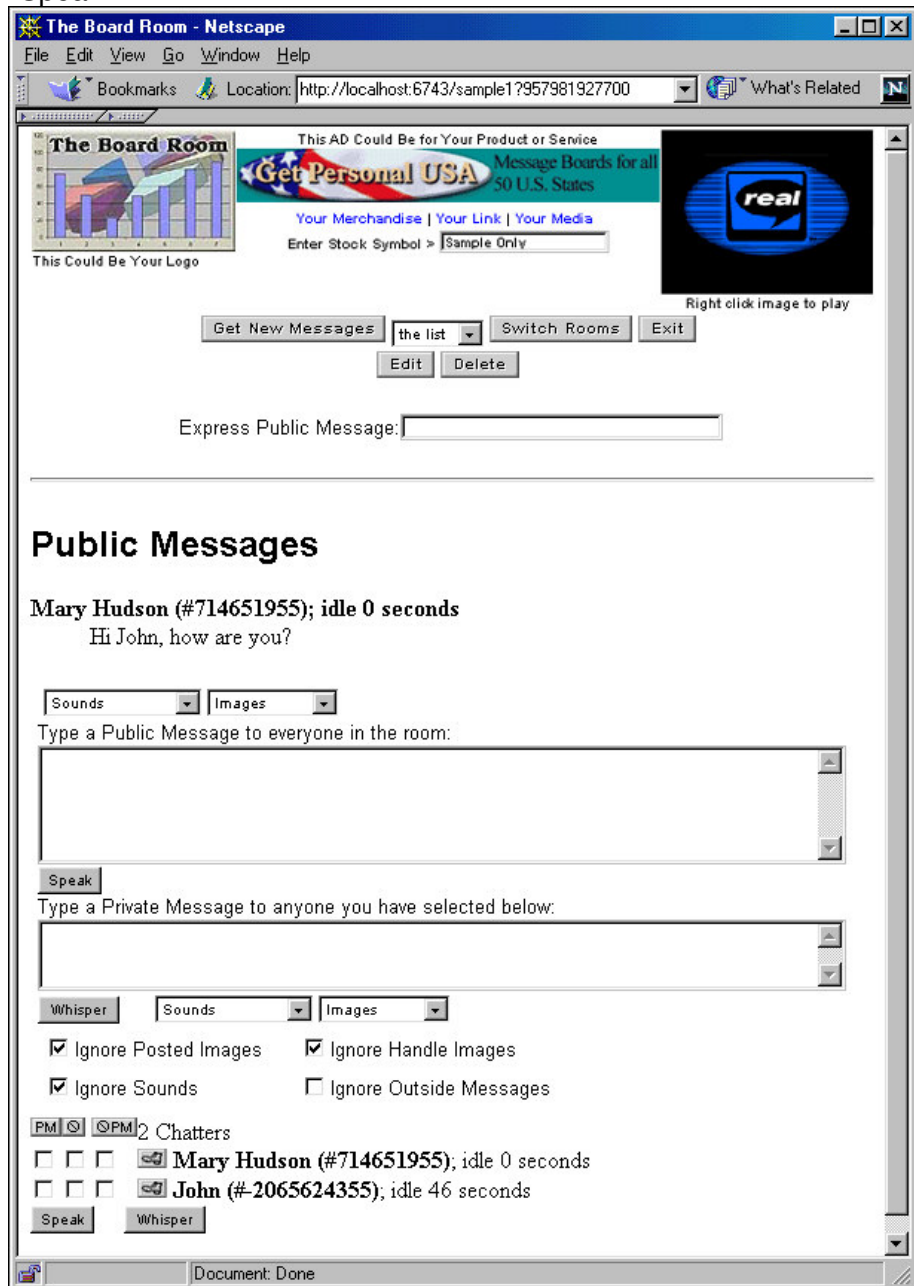 The Board Room - Netscape
File Edit View Go Window Help
Bookmarks Location: http://localhost:6743/sample1?957981927700 What's Related N
The Board Room
This Could Be Your Logo
This AD Could Be for Your Product or Service
Get Personal USA Message Boards for all
50 U.S. States
Your Merchandise | Your Link | Your Media
Enter Stock Symbol > Sample Only
real
Right click image to play
Get New Messages the list Switch Rooms Exit
Edit Delete
Express Public Message:
Public Messages
Mary Hudson (#714651955); idle 0 seconds
Hi John, how are you?
Sounds Images
Type a Public Message to everyone in the room:
Speak
Type a Private Message to anyone you have selected below:
Whisper Sounds Images
Ignore Posted Images Ignore Handle Images
Ignore Sounds Ignore Outside Messages
PM PM 2 Chatters
Mary Hudson (#714651955); idle 0 seconds
John (#-2065624355); idle 46 seconds
Speak Whisper
Document: Done